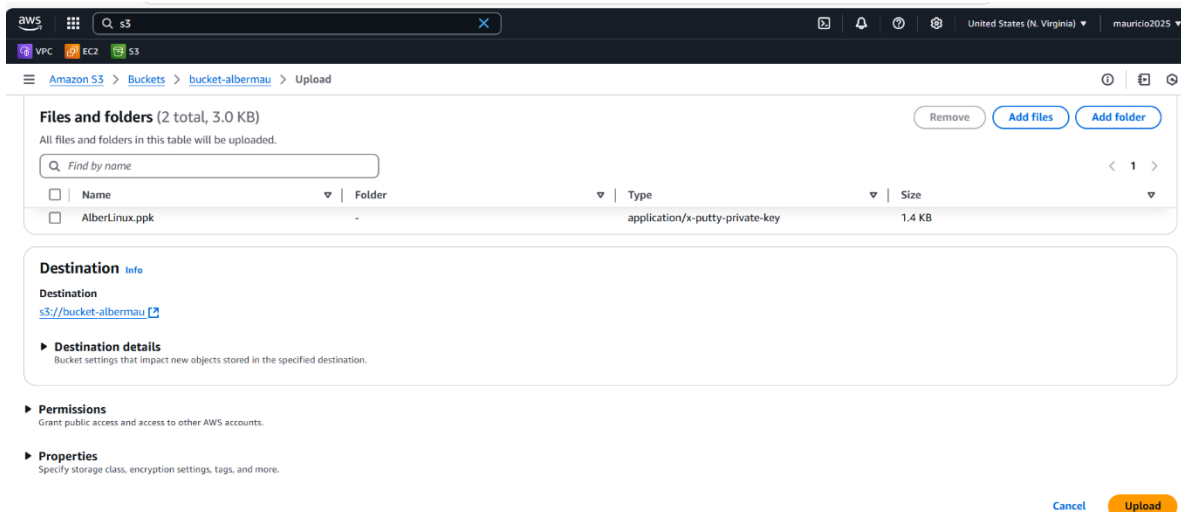 aws
s3
United States (N. Virginia)
mauricio2025
VPC EC2 S3
Amazon S3 > Buckets > bucket-albermau > Upload
Files and folders (2 total, 3.0 KB)
Remove Add files Add folder
All files and folders in this table will be uploaded.
Find by name
< 1 >
Name Folder Type Size
AlberLinux.ppk - application/x-putty-private-key 1.4 KB
Destination Info
Destination
s3://bucket-albermau
Destination details
Bucket settings that impact new objects stored in the specified destination.
Permissions
Grant public access and access to other AWS accounts.
Properties
Specify storage class, encryption settings, tags, and more.
Cancel Upload